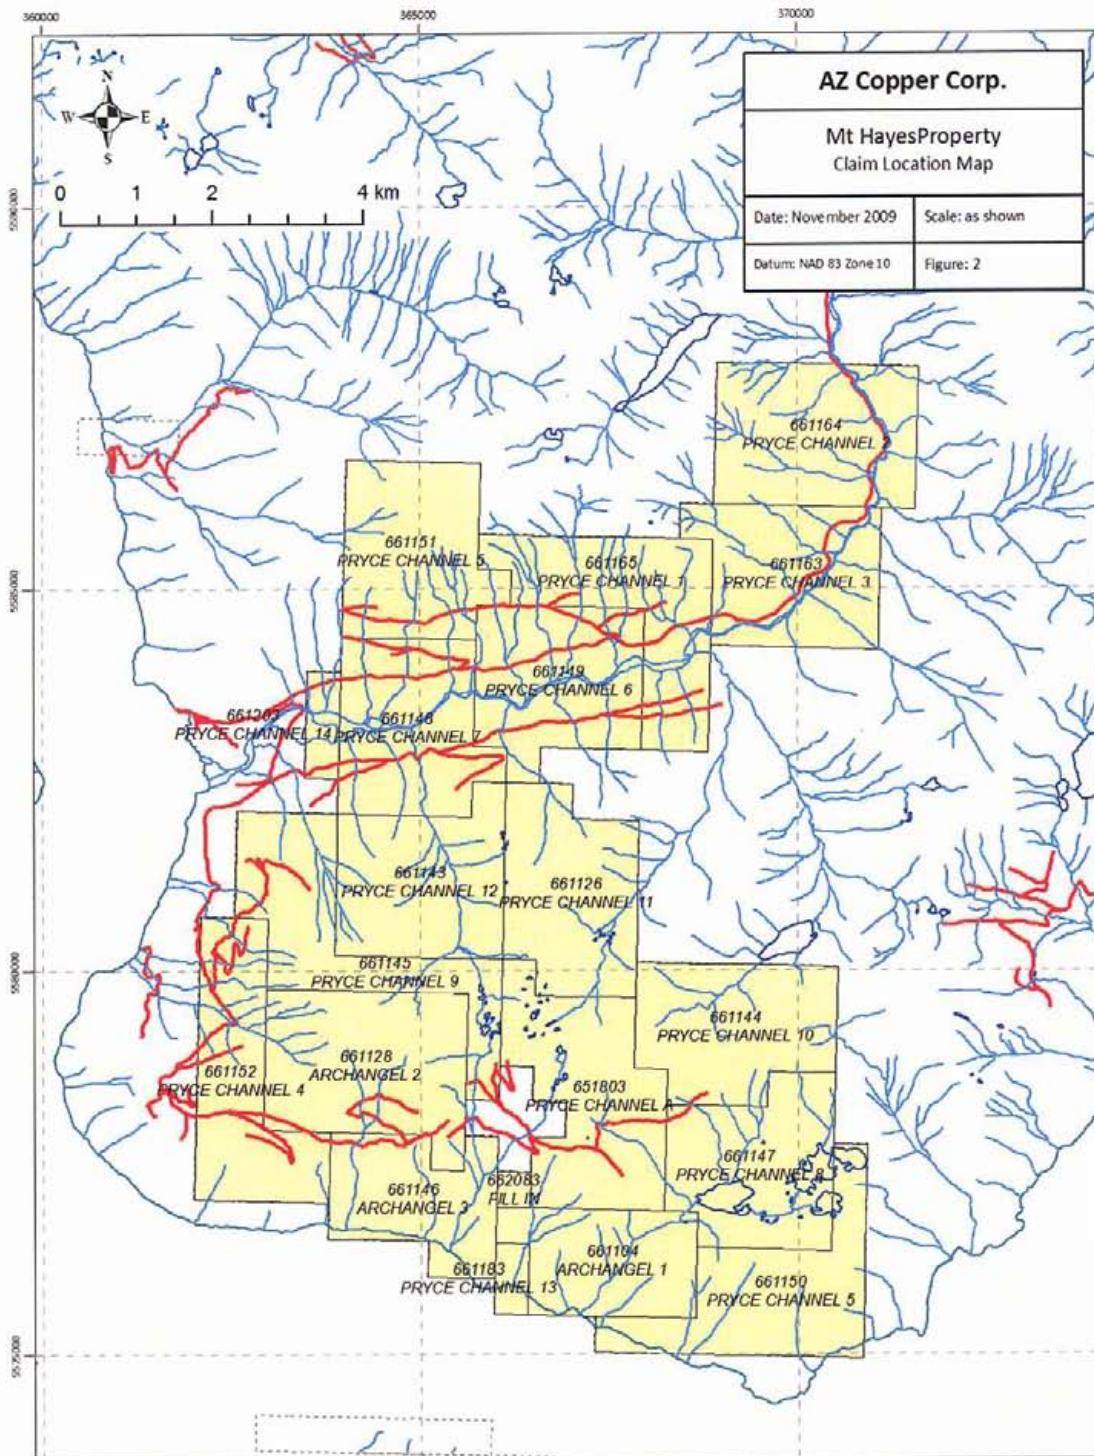 360000
365000
370000
AZ Copper Corp.
Mt HayesProperty
Claim Location Map
Date: November 2009
Scale: as shown
Datum: NAD 83 Zone 10
Figure: 2
N
W
E
S
0
1
2
4 km
5590000
661164
PRYCE CHANNEL 2
661151
PRYCE CHANNEL 5
661165
PRYCE CHANNEL 1
661163
PRYCE CHANNEL 3
5585000
661149
PRYCE CHANNEL 6
661203
PRYCE CHANNEL 14
661148
PRYCE CHANNEL 7
661143
PRYCE CHANNEL 12
661126
PRYCE CHANNEL 11
5580000
661145
PRYCE CHANNEL 9
661144
PRYCE CHANNEL 10
661128
ARCHANGEL 2
661152
PRYCE CHANNEL 4
651803
PRYCE CHANNEL A
661147
PRYCE CHANNEL 8
661146
ARCHANGEL 3
662083
FILL IN
661104
ARCHANGEL 1
661183
PRYCE CHANNEL 13
661150
PRYCE CHANNEL 5
5575000